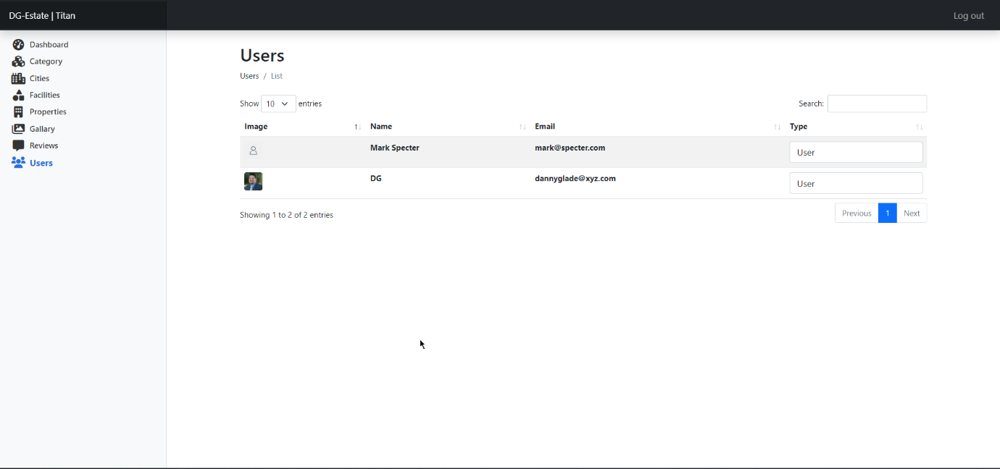 DG-Estate | Titan
Log out
Dashboard
Category
Cities
Facilities
Properties
Gallary
Reviews
Users
Users
Users / List
Show 10 entries
Search:
Image Name Email Type
Mark Specter mark@specter.com User
DG dannyglade@xyz.com User
Showing 1 to 2 of 2 entries
Previous 1 Next